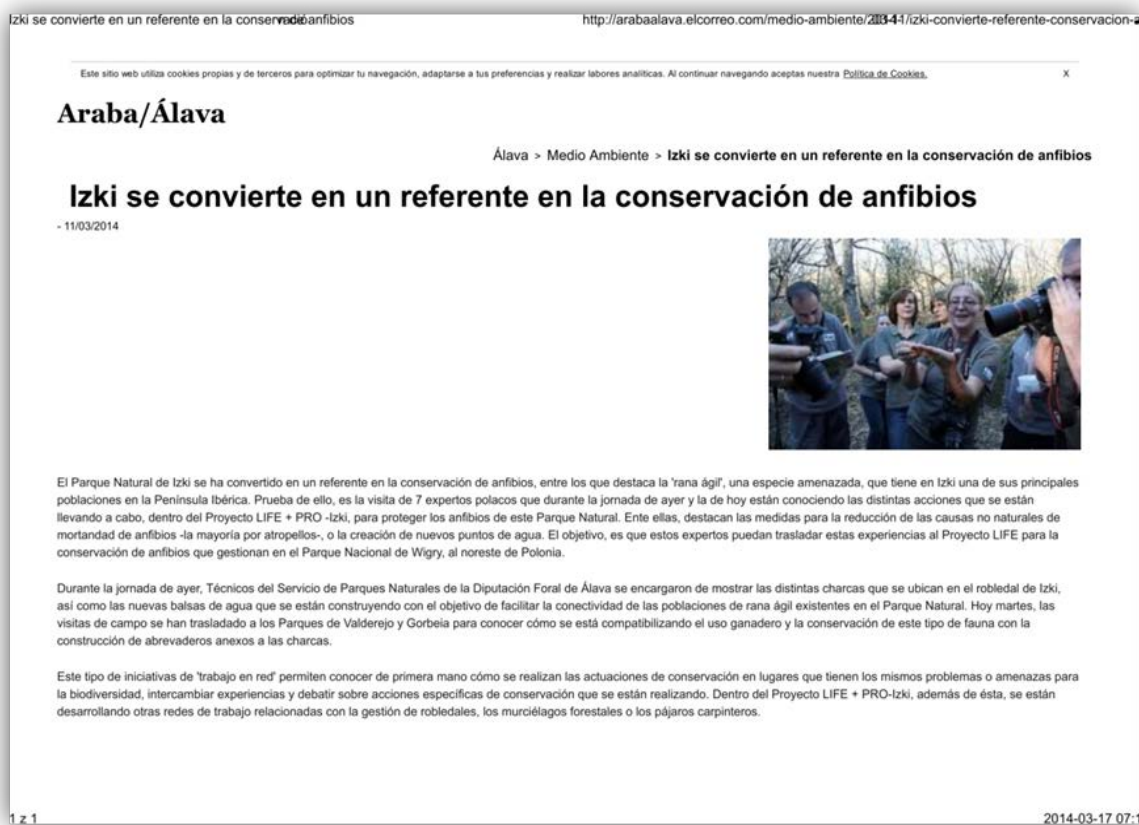 Izki se convierte en un referente en la conser anfibios
http://arabaalava.elcorreo.com/medio-ambiente/ 1/izki-convierte-referente-conservacion-
Este sitio web utiliza cookies propias y de terceros para optimizar tu navegación, adaptarse a tus preferencias y realizar labores analíticas. Al continuar navegando aceptas nuestra Política de Cookies. X
Araba/Álava
Álava > Medio Ambiente > Izki se convierte en un referente en la conservación de anfibios
Izki se convierte en un referente en la conservación de anfibios
- 11/03/2014
El Parque Natural de Izki se ha convertido en un referente en la conservación de anfibios, entre los que destaca la 'rana ágil', una especie amenazada, que tiene en Izki una de sus principales
poblaciones en la Península Ibérica. Prueba de ello, es la visita de 7 expertos polacos que durante la jornada de ayer y la de hoy están conociendo las distintas acciones que se están
llevando a cabo, dentro del Proyecto LIFE + PRO -Izki, para proteger los anfibios de este Parque Natural. Ente ellas, destacan las medidas para la reducción de las causas no naturales de
mortandad de anfibios -la mayoría por atropellos-, o la creación de nuevos puntos de agua. El objetivo, es que estos expertos puedan trasladar estas experiencias al Proyecto LIFE para la
conservación de anfibios que gestionan en el Parque Nacional de Wigry, al noreste de Polonia.
Durante la jornada de ayer, Técnicos del Servicio de Parques Naturales de la Diputación Foral de Álava se encargaron de mostrar las distintas charcas que se ubican en el robledal de Izki,
así como las nuevas balsas de agua que se están construyendo con el objetivo de facilitar la conectividad de las poblaciones de rana ágil existentes en el Parque Natural. Hoy martes, las
visitas de campo se han trasladado a los Parques de Valderejo y Gorbeia para conocer cómo se está compatibilizando el uso ganadero y la conservación de este tipo de fauna con la
construcción de abrevaderos anexos a las charcas.
Este tipo de iniciativas de 'trabajo en red' permiten conocer de primera mano cómo se realizan las actuaciones de conservación en lugares que tienen los mismos problemas o amenazas para
la biodiversidad, intercambiar experiencias y debatir sobre acciones específicas de conservación que se están realizando. Dentro del Proyecto LIFE + PRO-Izki, además de ésta, se están
desarrollando otras redes de trabajo relacionadas con la gestión de robledales, los murciélagos forestales o los pájaros carpinteros.
1 z 1
2014-03-17 07:1